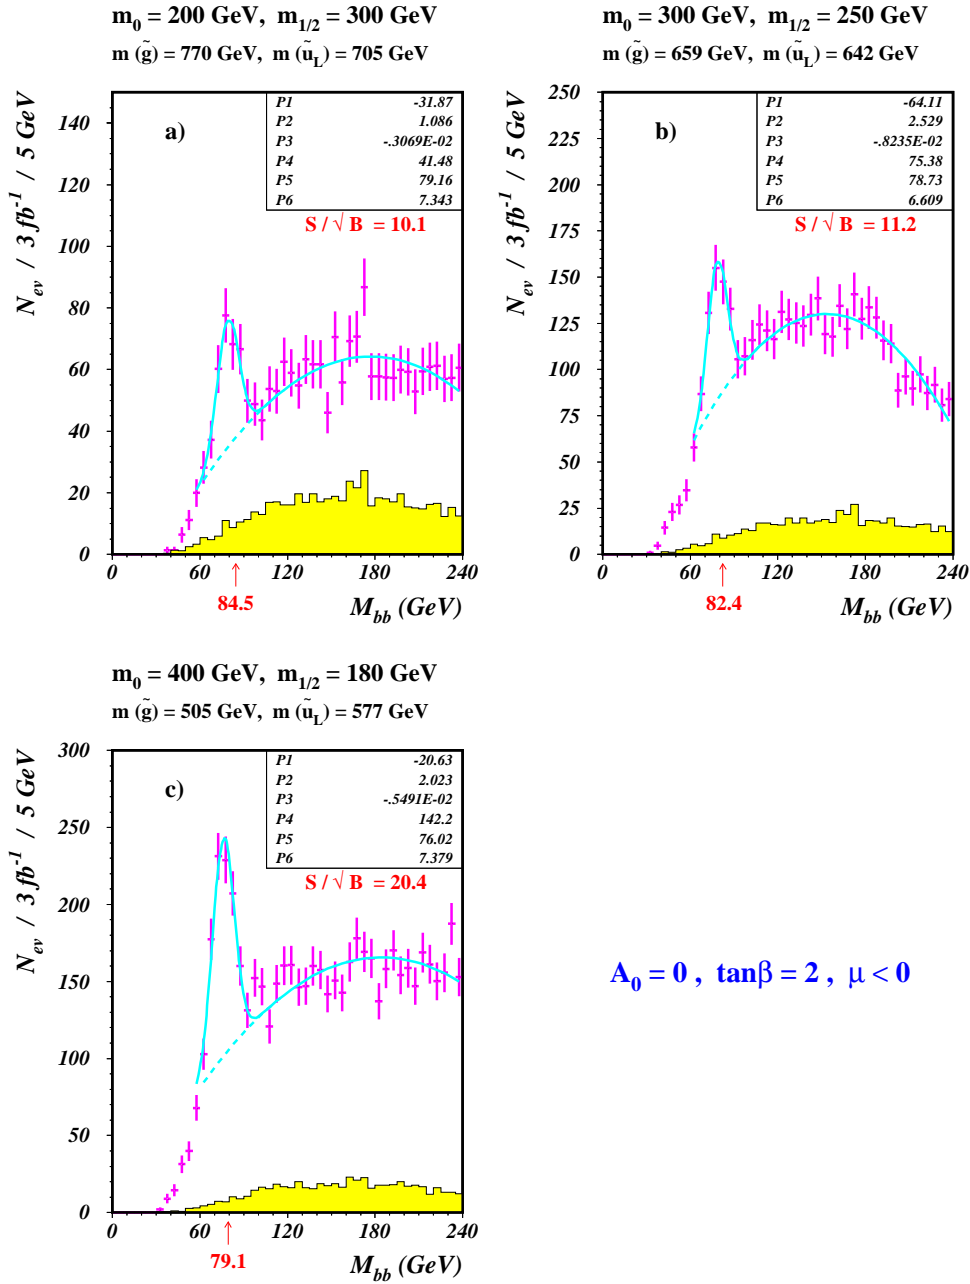 m0 = 200 GeV, m1/2 = 300 GeV
m (g̃) = 770 GeV, m (ũL) = 705 GeV
Nev / 3 fb-1 / 5 GeV
140
120
100
80
60
40
20
0
a)
P1 -31.87
P2 1.086
P3 -.3069E-02
P4 41.48
P5 79.16
P6 7.343
S / √ B = 10.1
0 60 120 180 240
84.5
Mbb (GeV)
m0 = 300 GeV, m1/2 = 250 GeV
m (g̃) = 659 GeV, m (ũL) = 642 GeV
Nev / 3 fb-1 / 5 GeV
250
225
200
175
150
125
100
75
50
25
0
b)
P1 -64.11
P2 2.529
P3 -.8235E-02
P4 75.38
P5 78.73
P6 6.609
S / √ B = 11.2
0 60 120 180 240
82.4
Mbb (GeV)
m0 = 400 GeV, m1/2 = 180 GeV
m (g̃) = 505 GeV, m (ũL) = 577 GeV
Nev / 3 fb-1 / 5 GeV
300
250
200
150
100
50
0
c)
P1 -20.63
P2 2.023
P3 -.5491E-02
P4 142.2
P5 76.02
P6 7.379
S / √ B = 20.4
0 60 120 180 240
79.1
Mbb (GeV)
A0 = 0 , tanβ = 2 , μ < 0